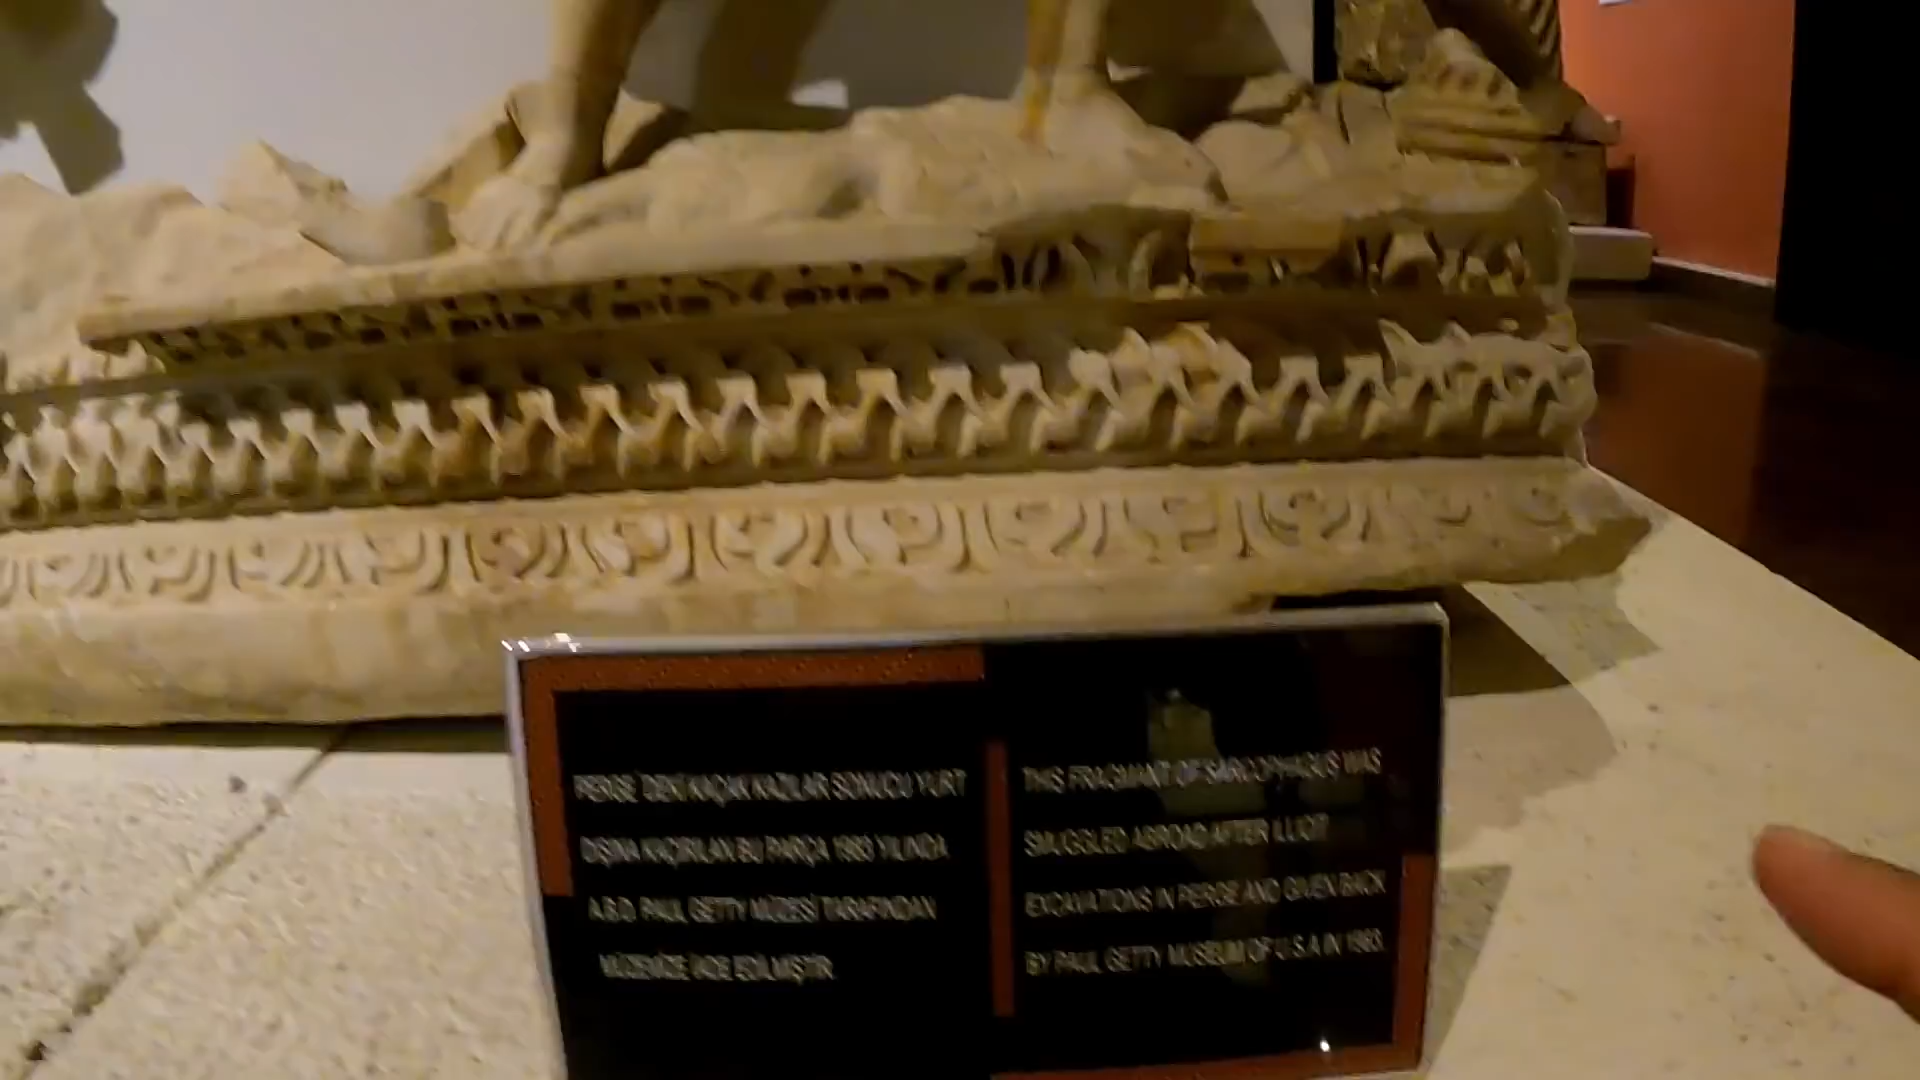 PERGE'DEKİ KAÇAK KAZILAR SONUCU YURT
DIŞINA KAÇIRILAN BU PARÇA 1983 YILINDA
A.B.D. PAUL GETTY MÜZESİ TARAFINDAN
MÜZEMİZE İADE EDİLMİŞTİR.
THIS FRAGMANT OF SARCOPHAGUS WAS
SMUGGLED ABROAD AFTER ILLICIT
EXCAVATIONS IN PERGE AND GIVEN BACK
BY PAUL GETTY MUSEUM OF U.S.A IN 1983.